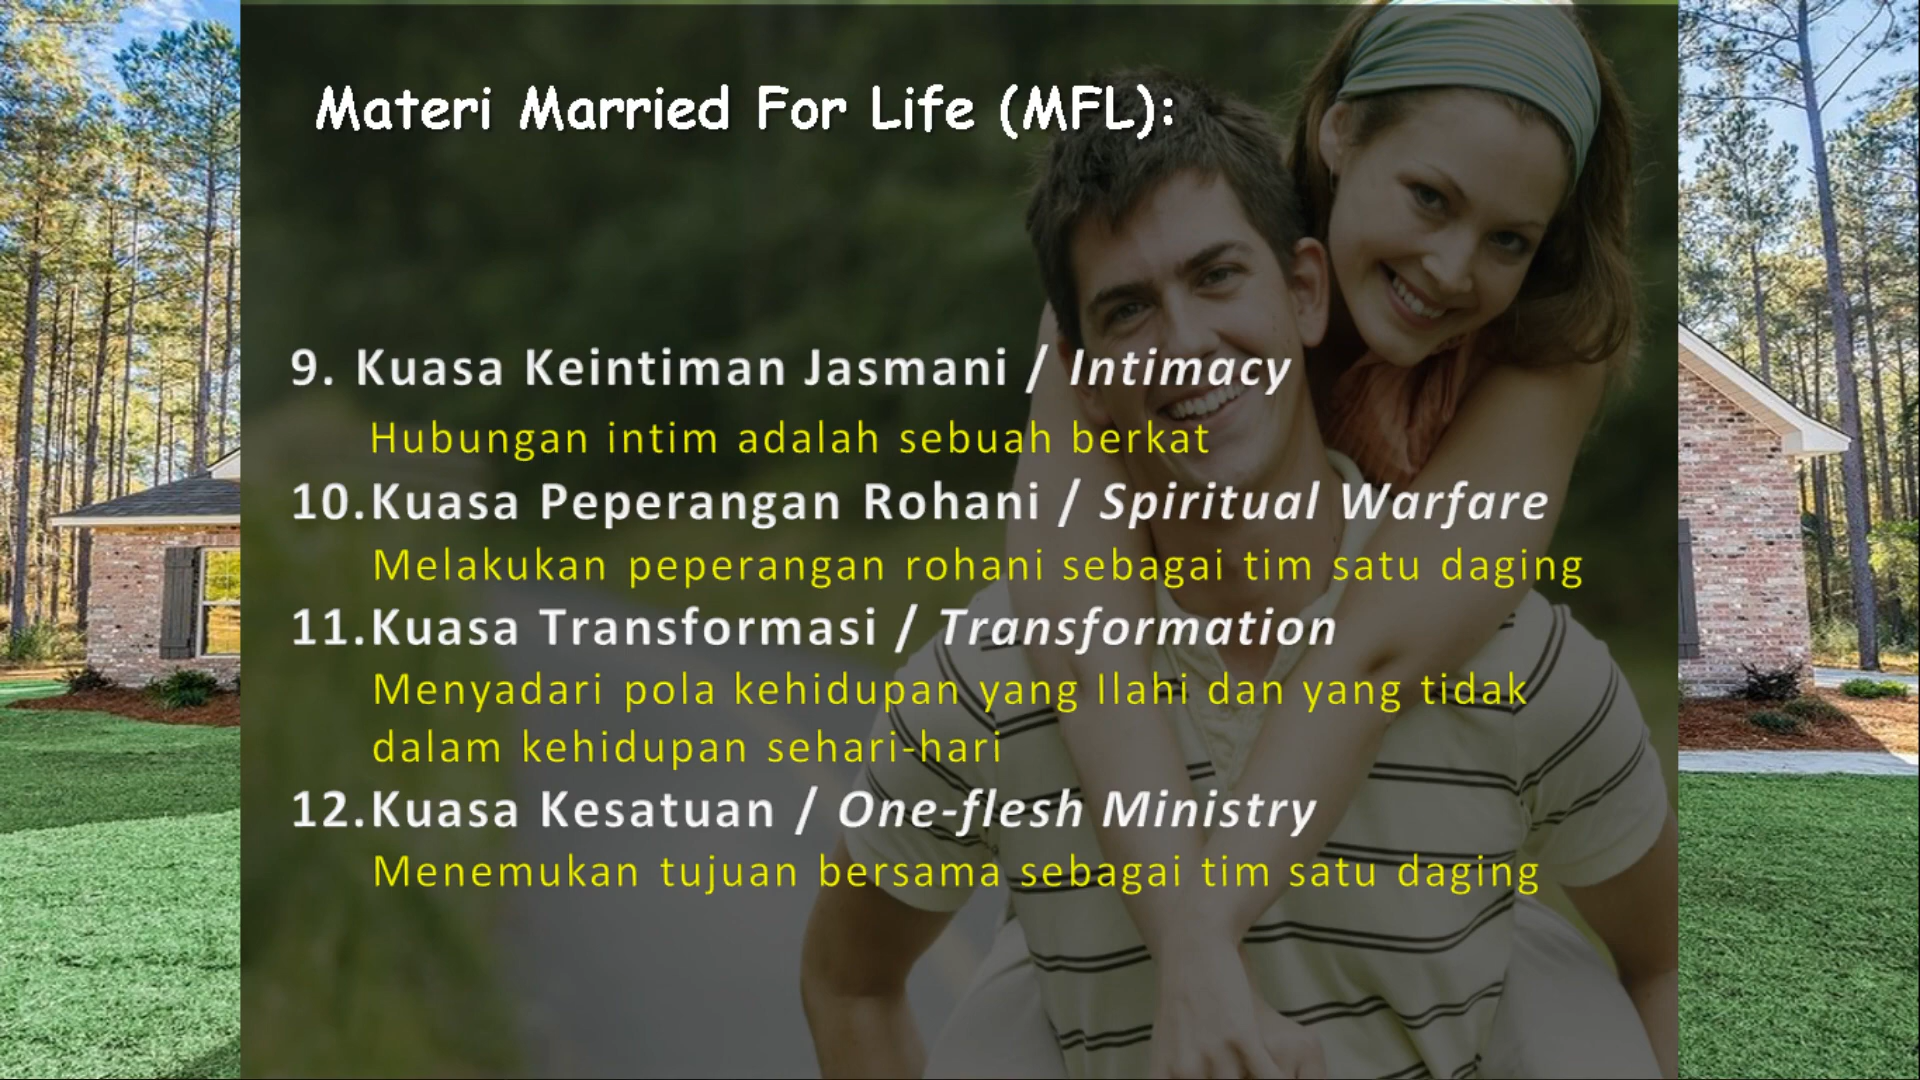 Materi Married For Life (MFL):
9. Kuasa Keintiman Jasmani / Intimacy
Hubungan intim adalah sebuah berkat
10.Kuasa Peperangan Rohani / Spiritual Warfare
Melakukan peperangan rohani sebagai tim satu daging
11.Kuasa Transformasi / Transformation
Menyadari pola kehidupan yang Ilahi dan yang tidak
dalam kehidupan sehari-hari
12.Kuasa Kesatuan / One-flesh Ministry
Menemukan tujuan bersama sebagai tim satu daging